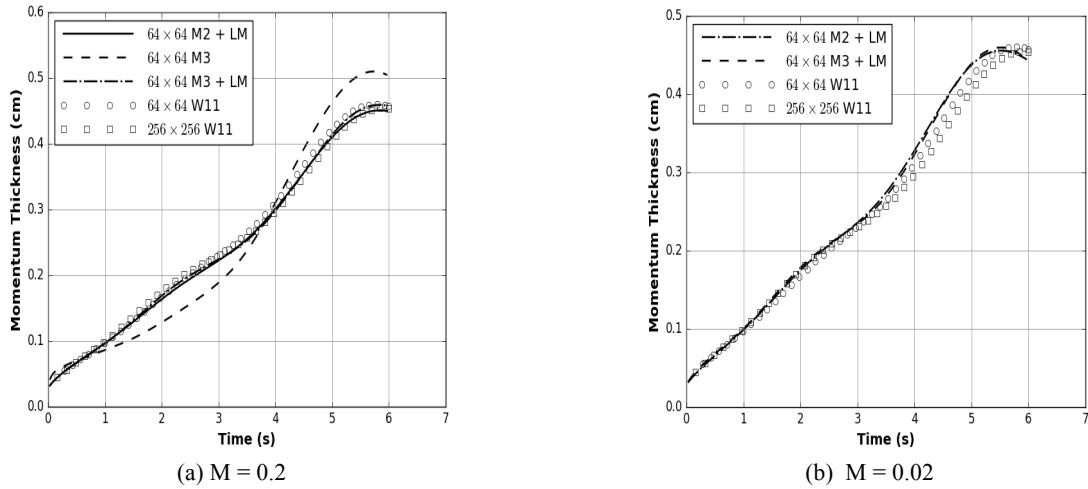 0.6
0.5
0.4
0.3
0.2
0.1
0.0
Momentum Thickness (cm)
64 × 64 M2 + LM
64 × 64 M3
64 × 64 M3 + LM
64 × 64 W11
256 × 256 W11
0 1 2 3 4 5 6 7
Time (s)
(a) M = 0.2
0.5
0.4
0.3
0.2
0.1
0.0
Momentum Thickness (cm)
64 × 64 M2 + LM
64 × 64 M3 + LM
64 × 64 W11
256 × 256 W11
0 1 2 3 4 5 6 7
Time (s)
(b) M = 0.02